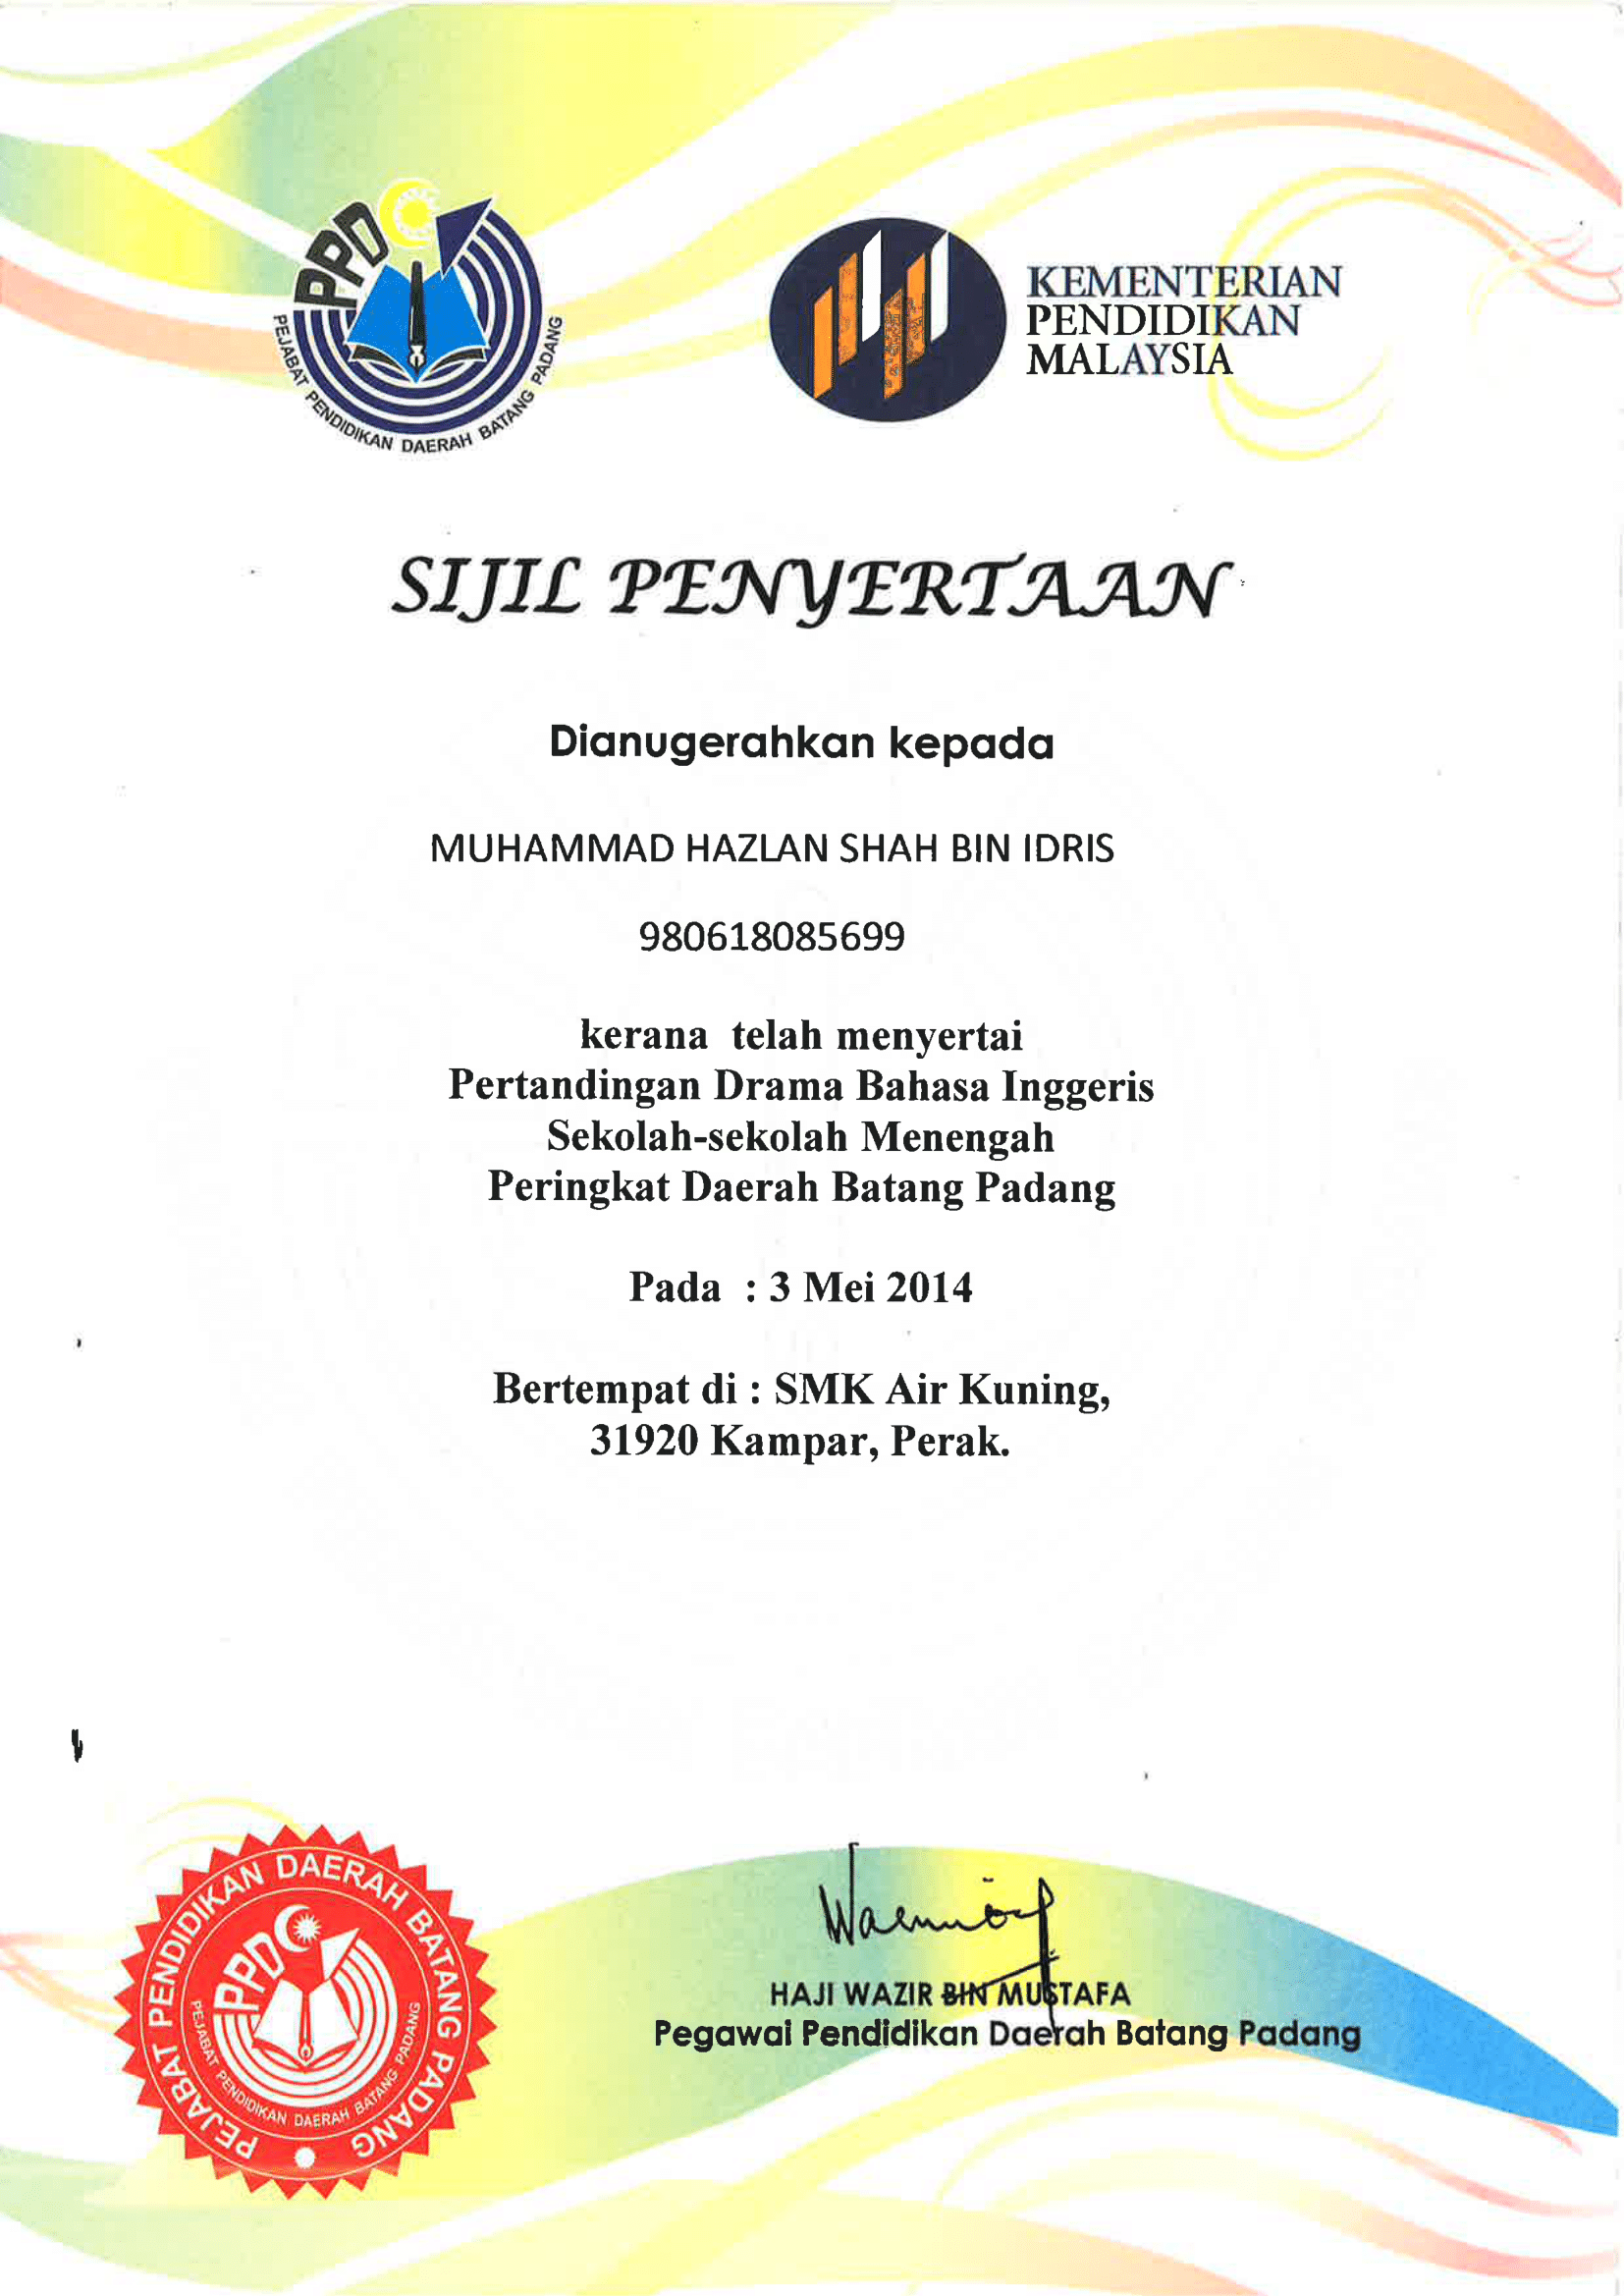 PPD
PEJABAT PENDIDIKAN DAERAH BATANG PADANG
KEMENTERIAN
PENDIDIKAN
MALAYSIA
SIJIL PENYERTAAN
Dianugerahkan kepada
MUHAMMAD HAZLAN SHAH BIN IDRIS
980618085699
kerana telah menyertai
Pertandingan Drama Bahasa Inggeris
Sekolah-sekolah Menengah
Peringkat Daerah Batang Padang
Pada : 3 Mei 2014
Bertempat di : SMK Air Kuning,
31920 Kampar, Perak.
HAJI WAZIR BIN MUSTAFA
Pegawai Pendidikan Daerah Batang Padang
PEJABAT PENDIDIKAN DAERAH BATANG PADANG
PPD
PEJABAT PENDIDIKAN DAERAH BATANG PADANG